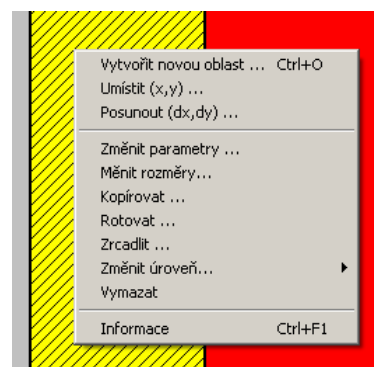 Vytvořit novou oblast ... Ctrl+O
Umístit (x,y) ...
Posunout (dx,dy) ...
Změnit parametry ...
Měnit rozměry...
Kopírovat ...
Rotovat ...
Zrcadlit ...
Změnit úroveň...
Vymazat
Informace Ctrl+F1